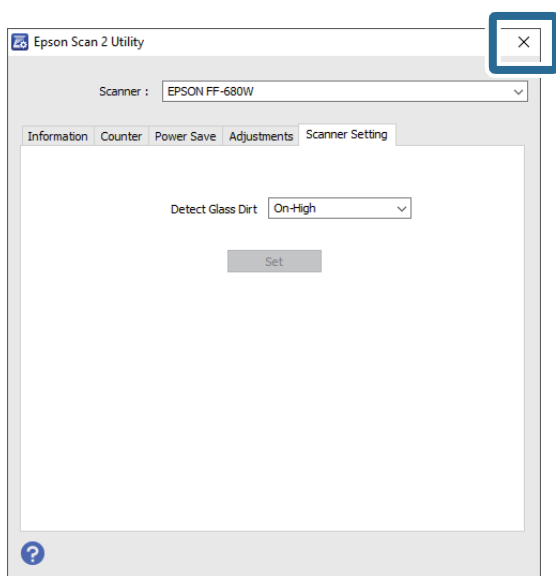 Epson Scan 2 Utility
Scanner : EPSON FF-680W
Information Counter Power Save Adjustments Scanner Setting
Detect Glass Dirt On-High
Set
?